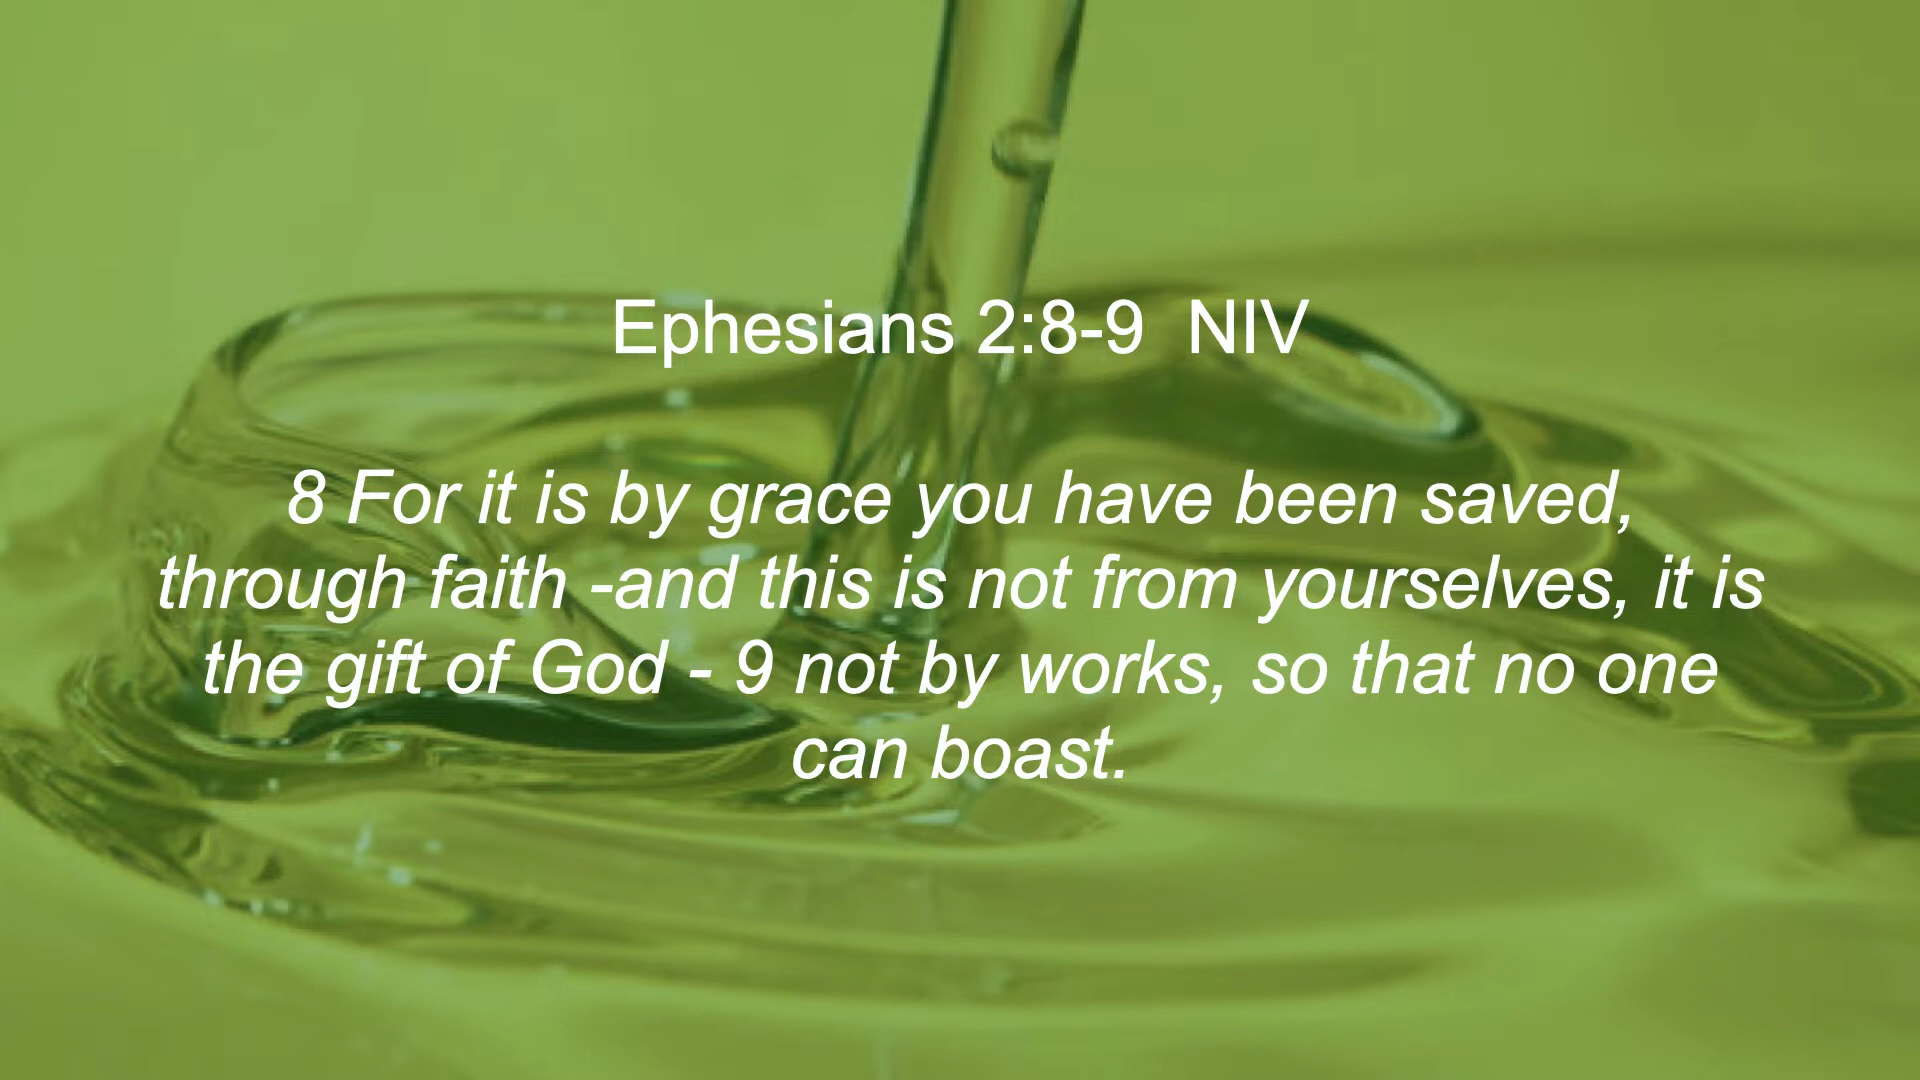 Ephesians 2:8-9  NIV
8 For it is by grace you have been saved,
through faith -and this is not from yourselves, it is
the gift of God - 9 not by works, so that no one
can boast.